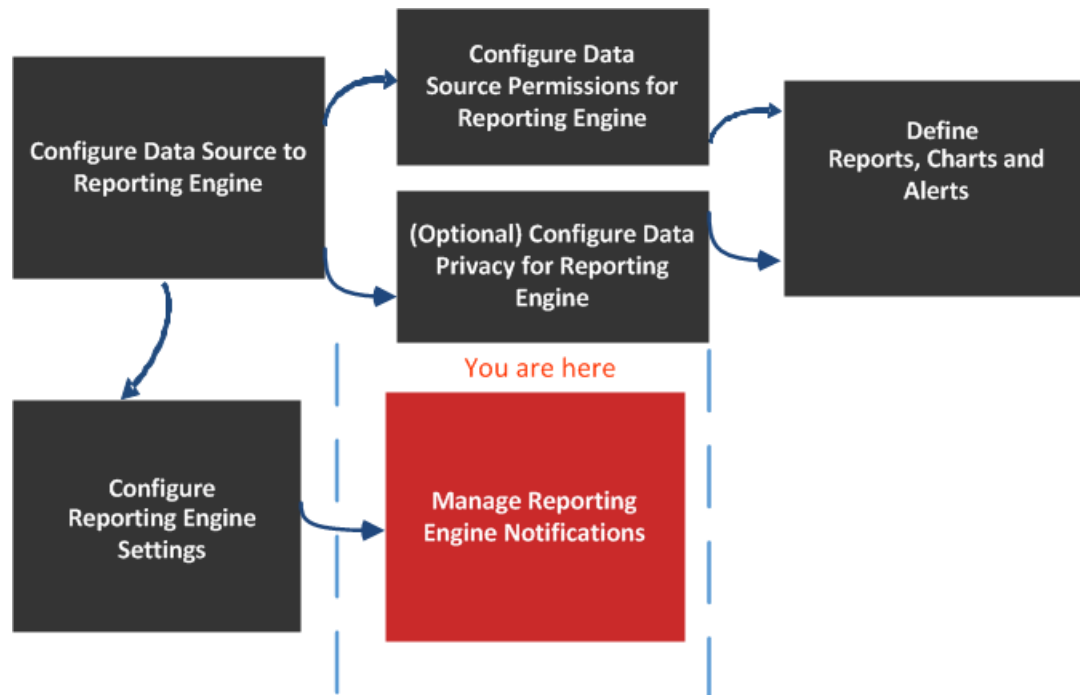 Configure Data Source to
Reporting Engine
Configure Data
Source Permissions for
Reporting Engine
(Optional) Configure Data
Privacy for Reporting
Engine
Define
Reports, Charts and
Alerts
You are here
Configure
Reporting Engine
Settings
Manage Reporting
Engine Notifications